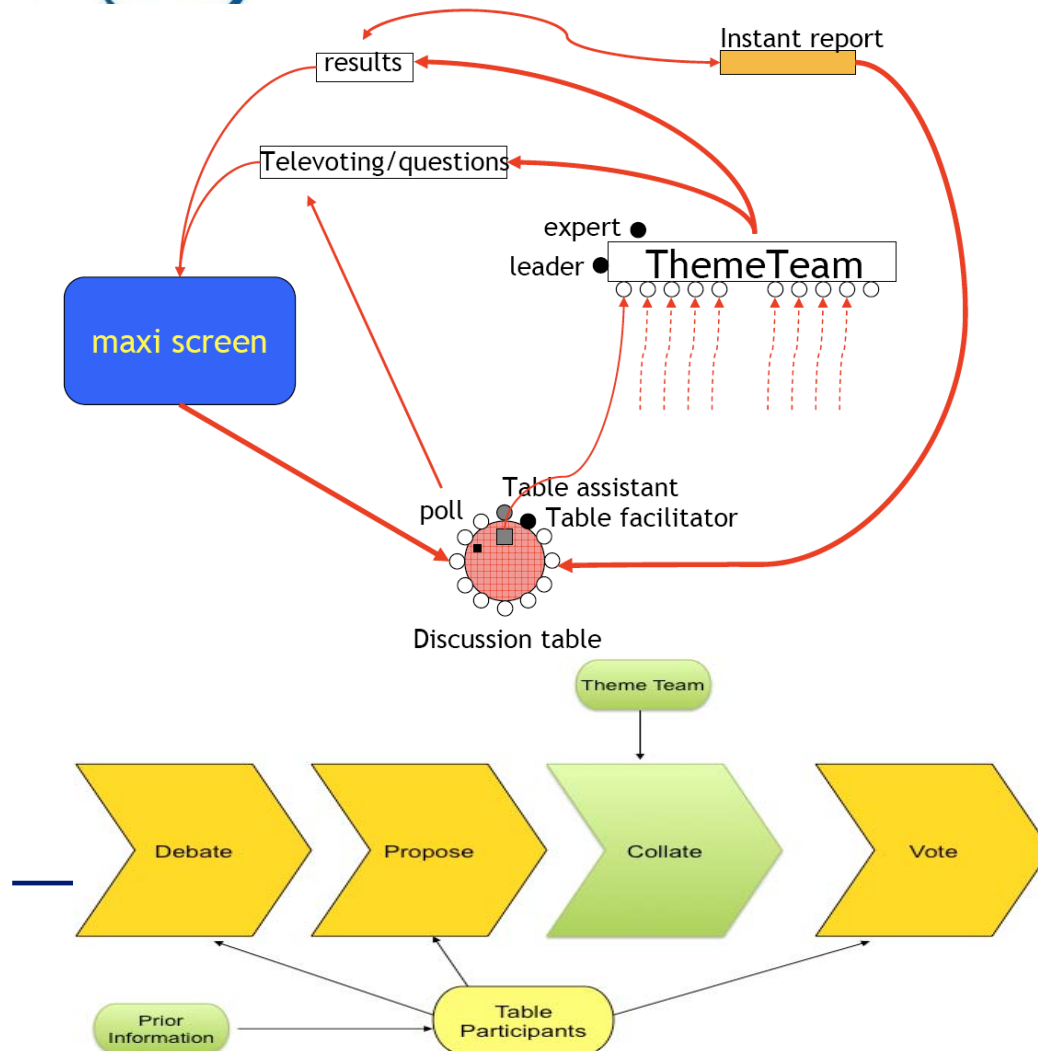 Instant report
results
Televoting/questions
expert
leader
ThemeTeam
maxi screen
Table assistant
poll
Table facilitator
Discussion table
Theme Team
Debate
Propose
Collate
Vote
Table
Participants
Prior
Information